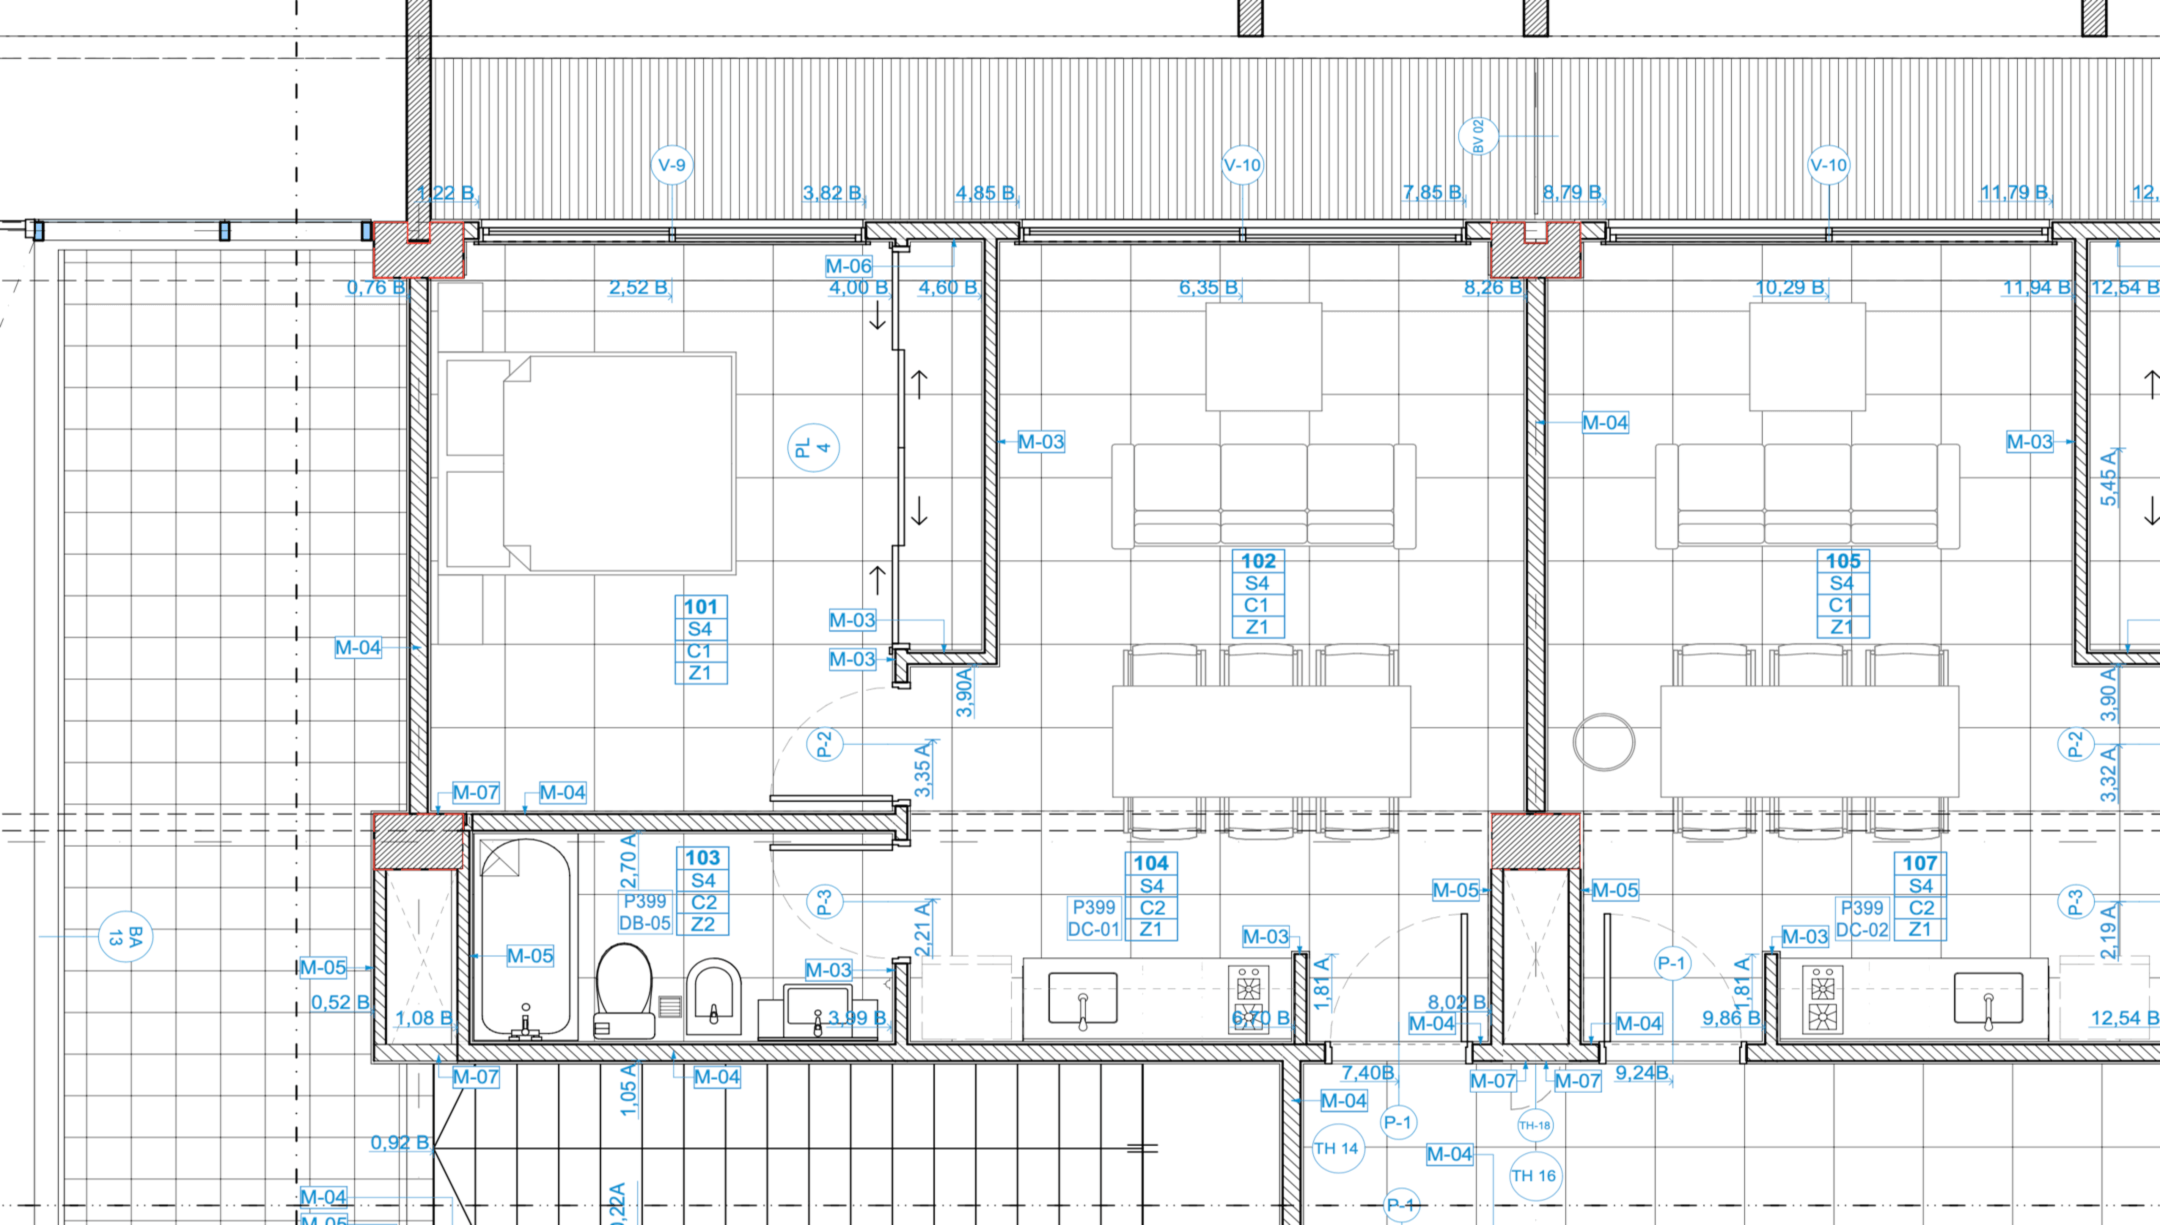 BV 02
V-9
V-10
V-10
1,22 B
3,82 B
4,85 B
7,85 B
8,79 B
11,79 B
12,
M-06
0,76 B
2,52 B
4,00 B
4,60 B
6,35 B
8,26 B
10,29 B
11,94 B
12,54 B
PL
4
M-03
M-04
M-03
5,45 A
101
S4
C1
Z1
102
S4
C1
Z1
105
S4
C1
Z1
M-03
M-04
M-03
3,90A
3,90 A
P-2
3,35 A
P-2
3,32 A
M-07
M-04
2,70 A
103
S4
C2
Z2
P399
DB-05
104
S4
C2
Z1
P399
DC-01
M-05
M-05
107
S4
C2
Z1
P399
DC-02
P-3
2,21 A
P-3
2,19 A
BA
13
M-05
M-05
M-03
M-03
M-03
P-1
1,81 A
1,81 A
0,52 B
1,08 B
3,99 B
6,70 B
8,02 B
M-04
M-04
9,86 B
12,54 B
M-07
M-04
1,05 A
7,40B
M-07
M-07
9,24B
M-04
P-1
TH-18
0,92 B
TH 14
M-04
TH 16
M-04
0,22A
P-1
M-05